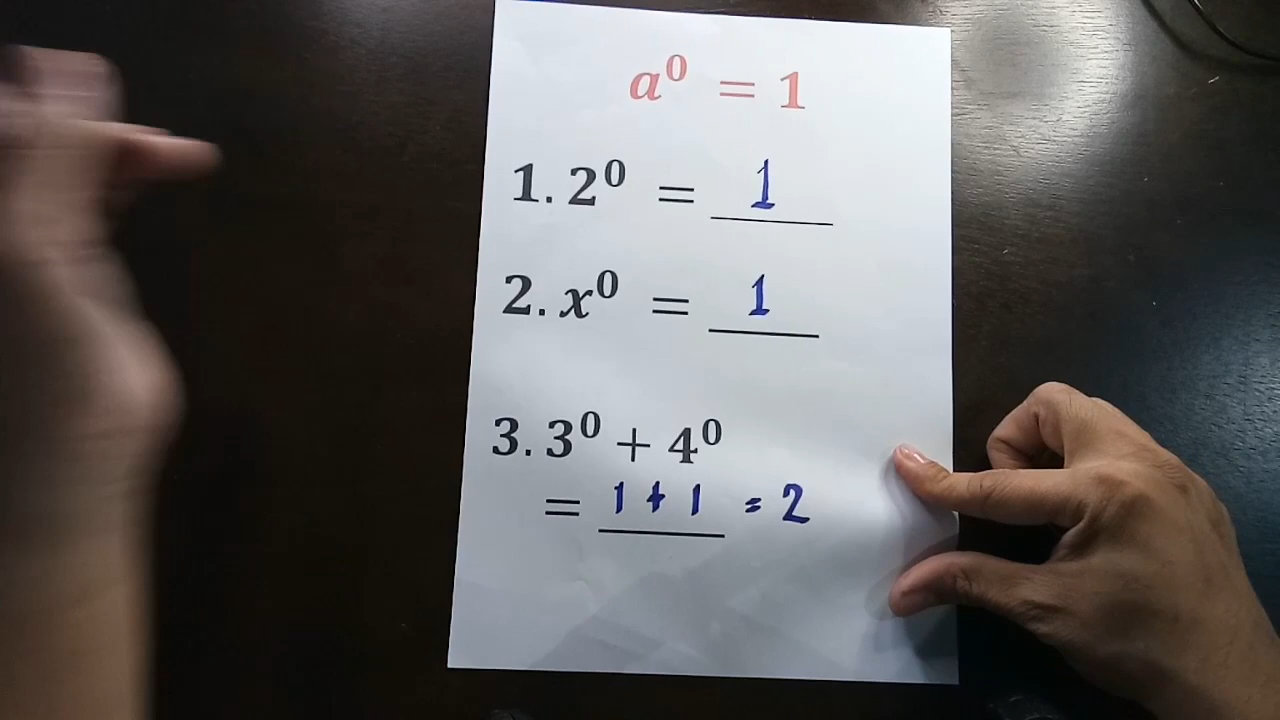 a⁰ = 1
1. 2⁰ = 1
2. x⁰ = 1
3. 3⁰ + 4⁰
= 1 + 1 = 2